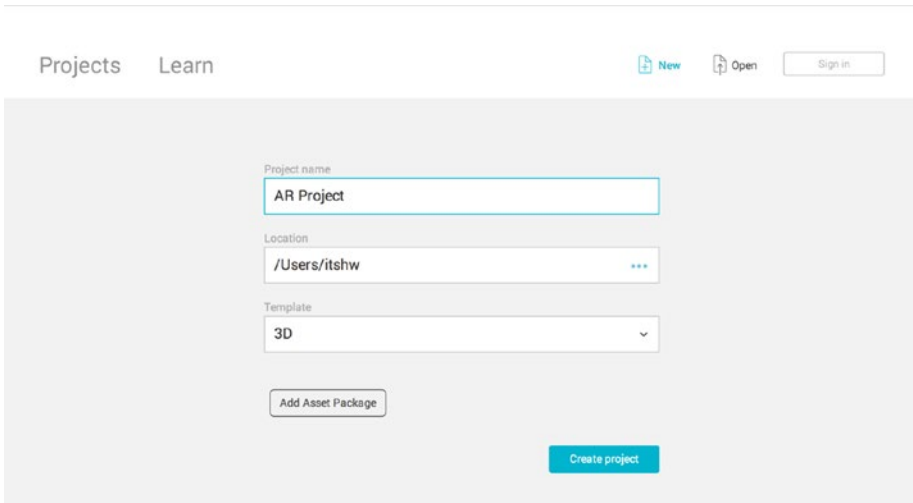 Projects Learn New Open Sign in
Project name
AR Project
Location
/Users/itshw
Template
3D
Add Asset Package
Create project